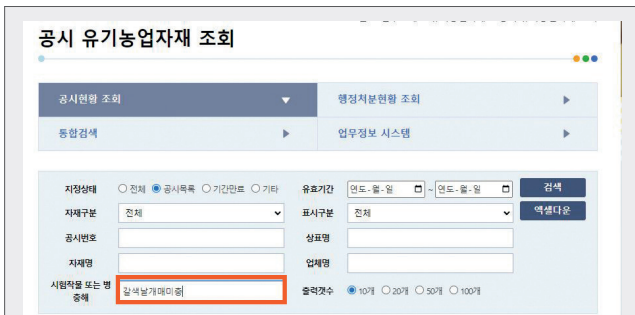 공시 유기농업자재 조회
공시현황 조회 ▼ 행정처분현황 조회 ▶
통합검색 ▶ 업무정보 시스템 ▶
지정상태 전체 공시목록 기간만료 기타 유효기간 연도-월-일 ~ 연도-월-일 검색
자재구분 전체 표시구분 전체 엑셀다운
공시번호 상표명
자재명 업체명
시험작물 또는 병
충해 갈색날개매미충 출력갯수 10개 20개 50개 100개